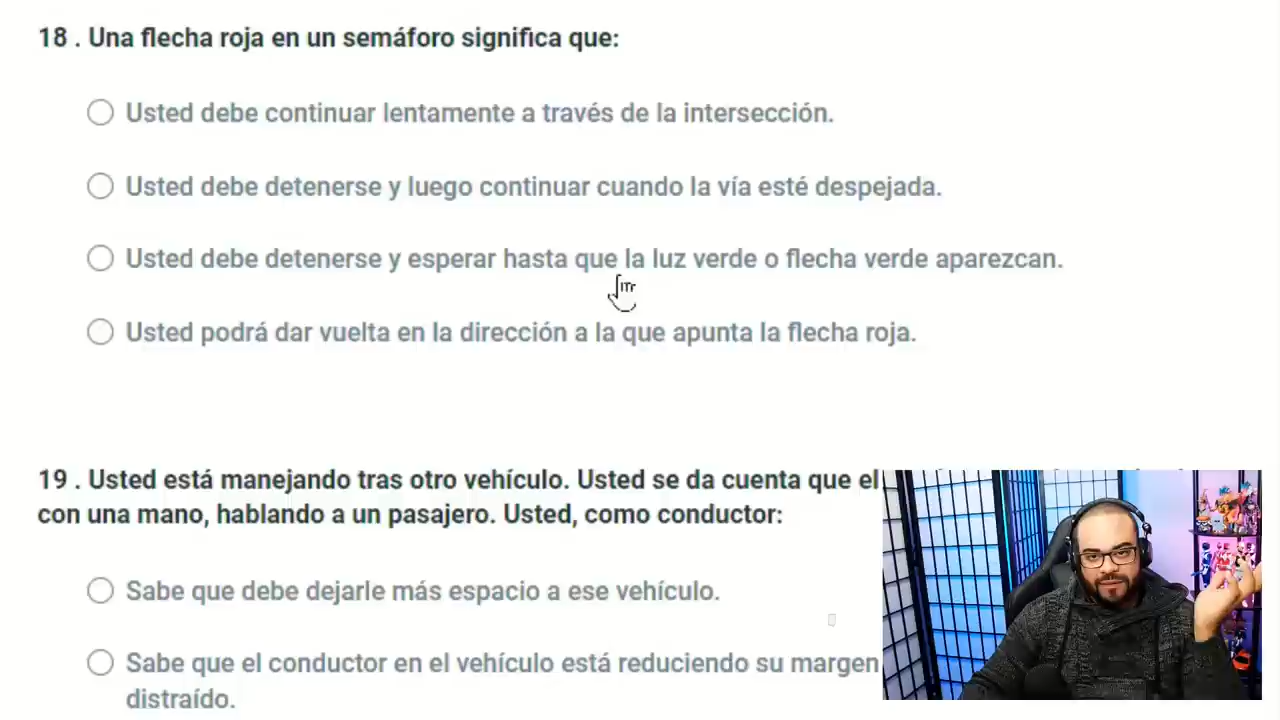 18 . Una flecha roja en un semáforo significa que:
Usted debe continuar lentamente a través de la intersección.
Usted debe detenerse y luego continuar cuando la vía esté despejada.
Usted debe detenerse y esperar hasta que la luz verde o flecha verde aparezcan.
Usted podrá dar vuelta en la dirección a la que apunta la flecha roja.
19 . Usted está manejando tras otro vehículo. Usted se da cuenta que el
con una mano, hablando a un pasajero. Usted, como conductor:
Sabe que debe dejarle más espacio a ese vehículo.
Sabe que el conductor en el vehículo está reduciendo su margen
distraído.